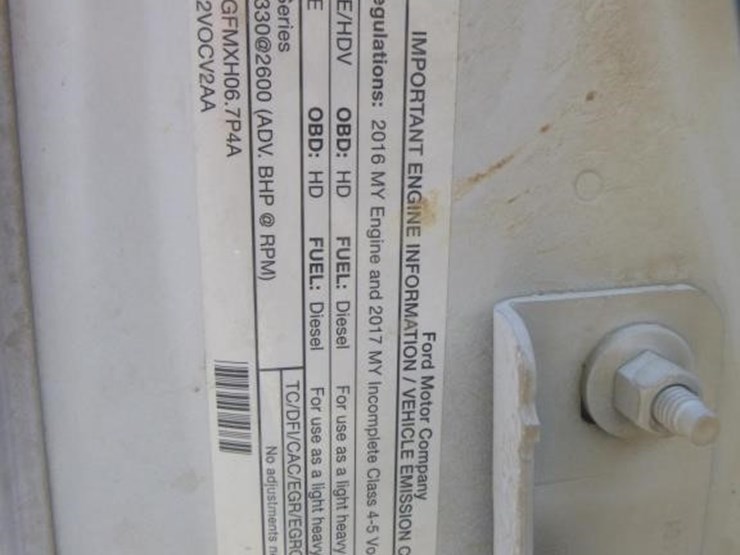 Ford Motor Company
IMPORTANT ENGINE INFORMATION / VEHICLE EMISSION C
egulations: 2016 MY Engine and 2017 MY Incomplete Class 4-5 Vo
E/HDV OBD: HD FUEL: Diesel For use as a light heavy
E OBD: HD FUEL: Diesel For use as a light heavy
Series TC/DFI/CAC/EGR/EGRC
330@2600 (ADV. BHP @ RPM) No adjustments n
GFMXH06.7P4A
2VOCV2AA